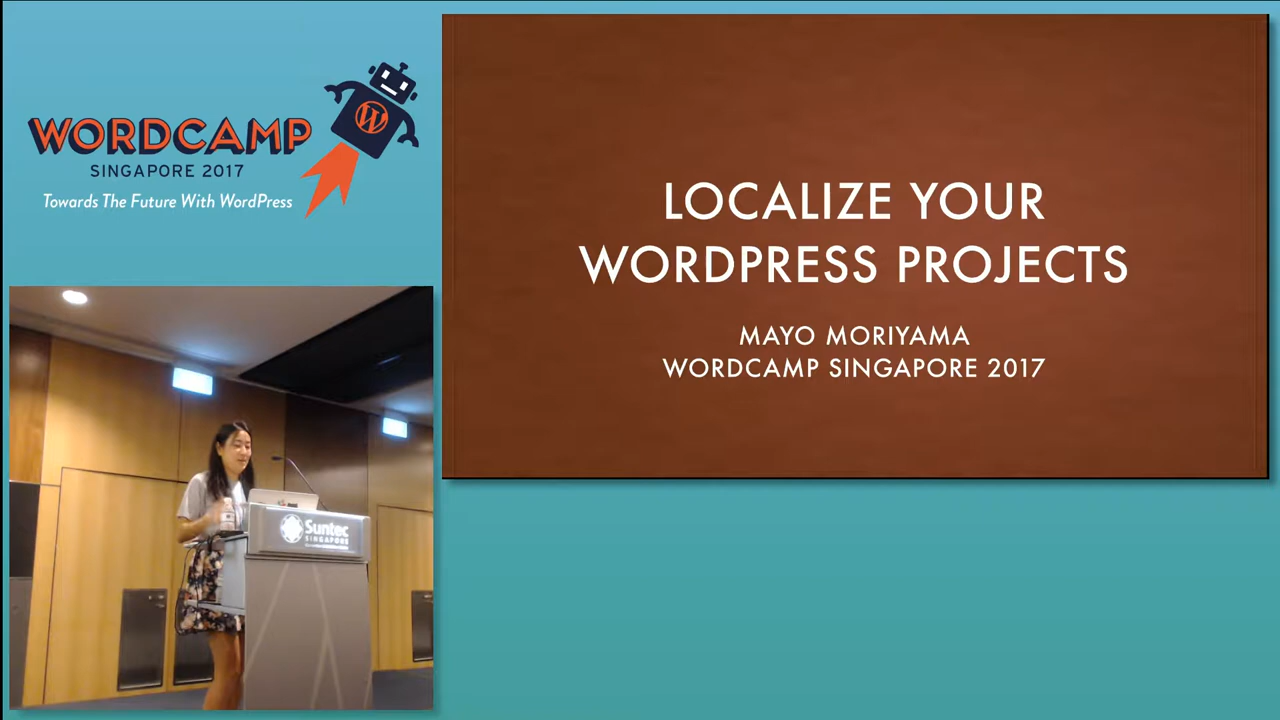 WORDCAMP
SINGAPORE 2017
Towards The Future With WordPress
LOCALIZE YOUR
WORDPRESS PROJECTS
MAYO MORIYAMA
WORDCAMP SINGAPORE 2017
Suntec
SINGAPORE